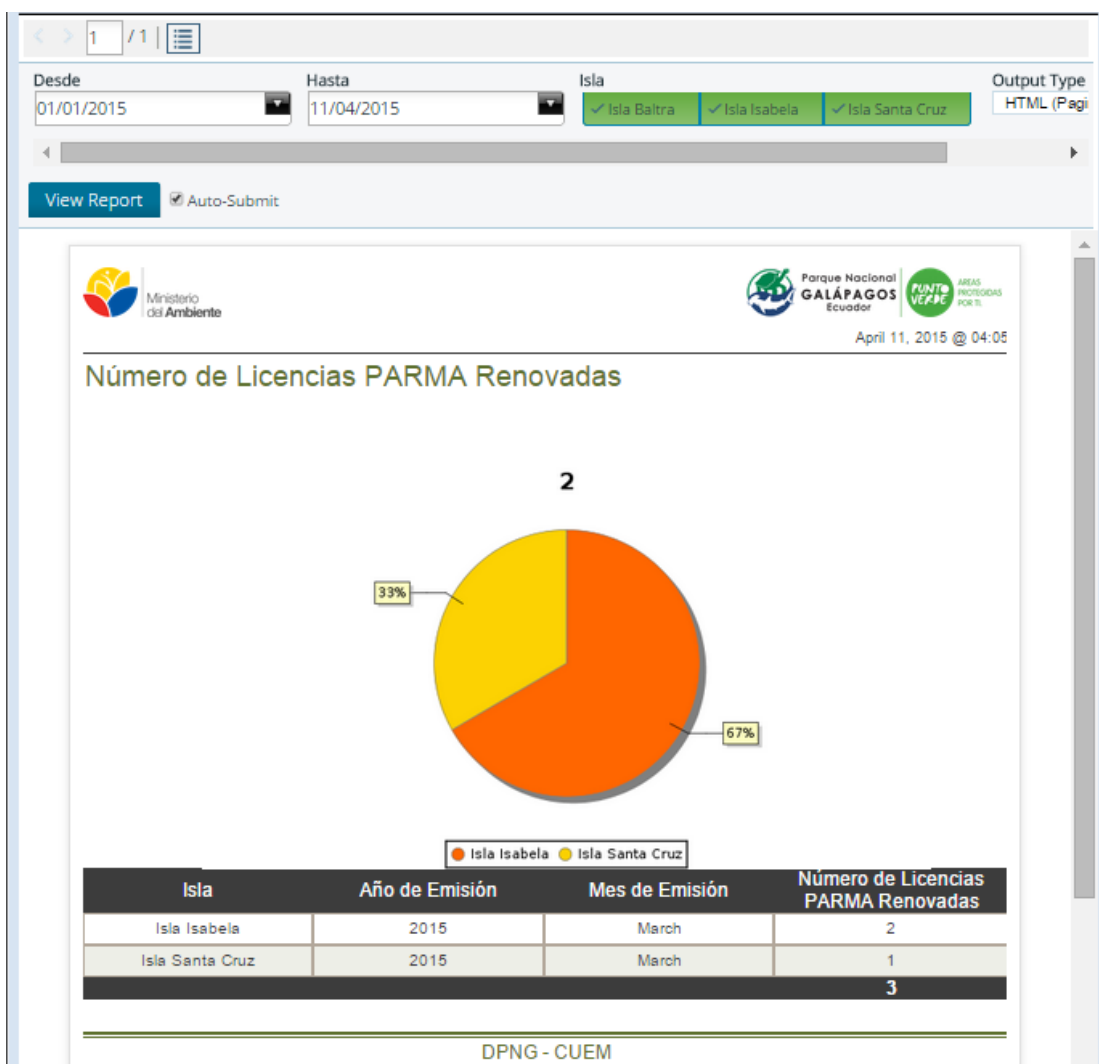 1 / 1
Desde Hasta Isla Output Type
01/01/2015 11/04/2015 Isla Baltra Isla Isabela Isla Santa Cruz HTML (Pagi
View Report Auto-Submit
Ministerio
del Ambiente
Parque Nacional
GALÁPAGOS
Ecuador
PUNTO
VERDE
AREAS
PROTEGIDAS
POR TI.
April 11, 2015 @ 04:05
Número de Licencias PARMA Renovadas
2
33%
67%
Isla Isabela Isla Santa Cruz
Isla Año de Emisión Mes de Emisión Número de Licencias
PARMA Renovadas
Isla Isabela 2015 March 2
Isla Santa Cruz 2015 March 1
3
DPNG - CUEM